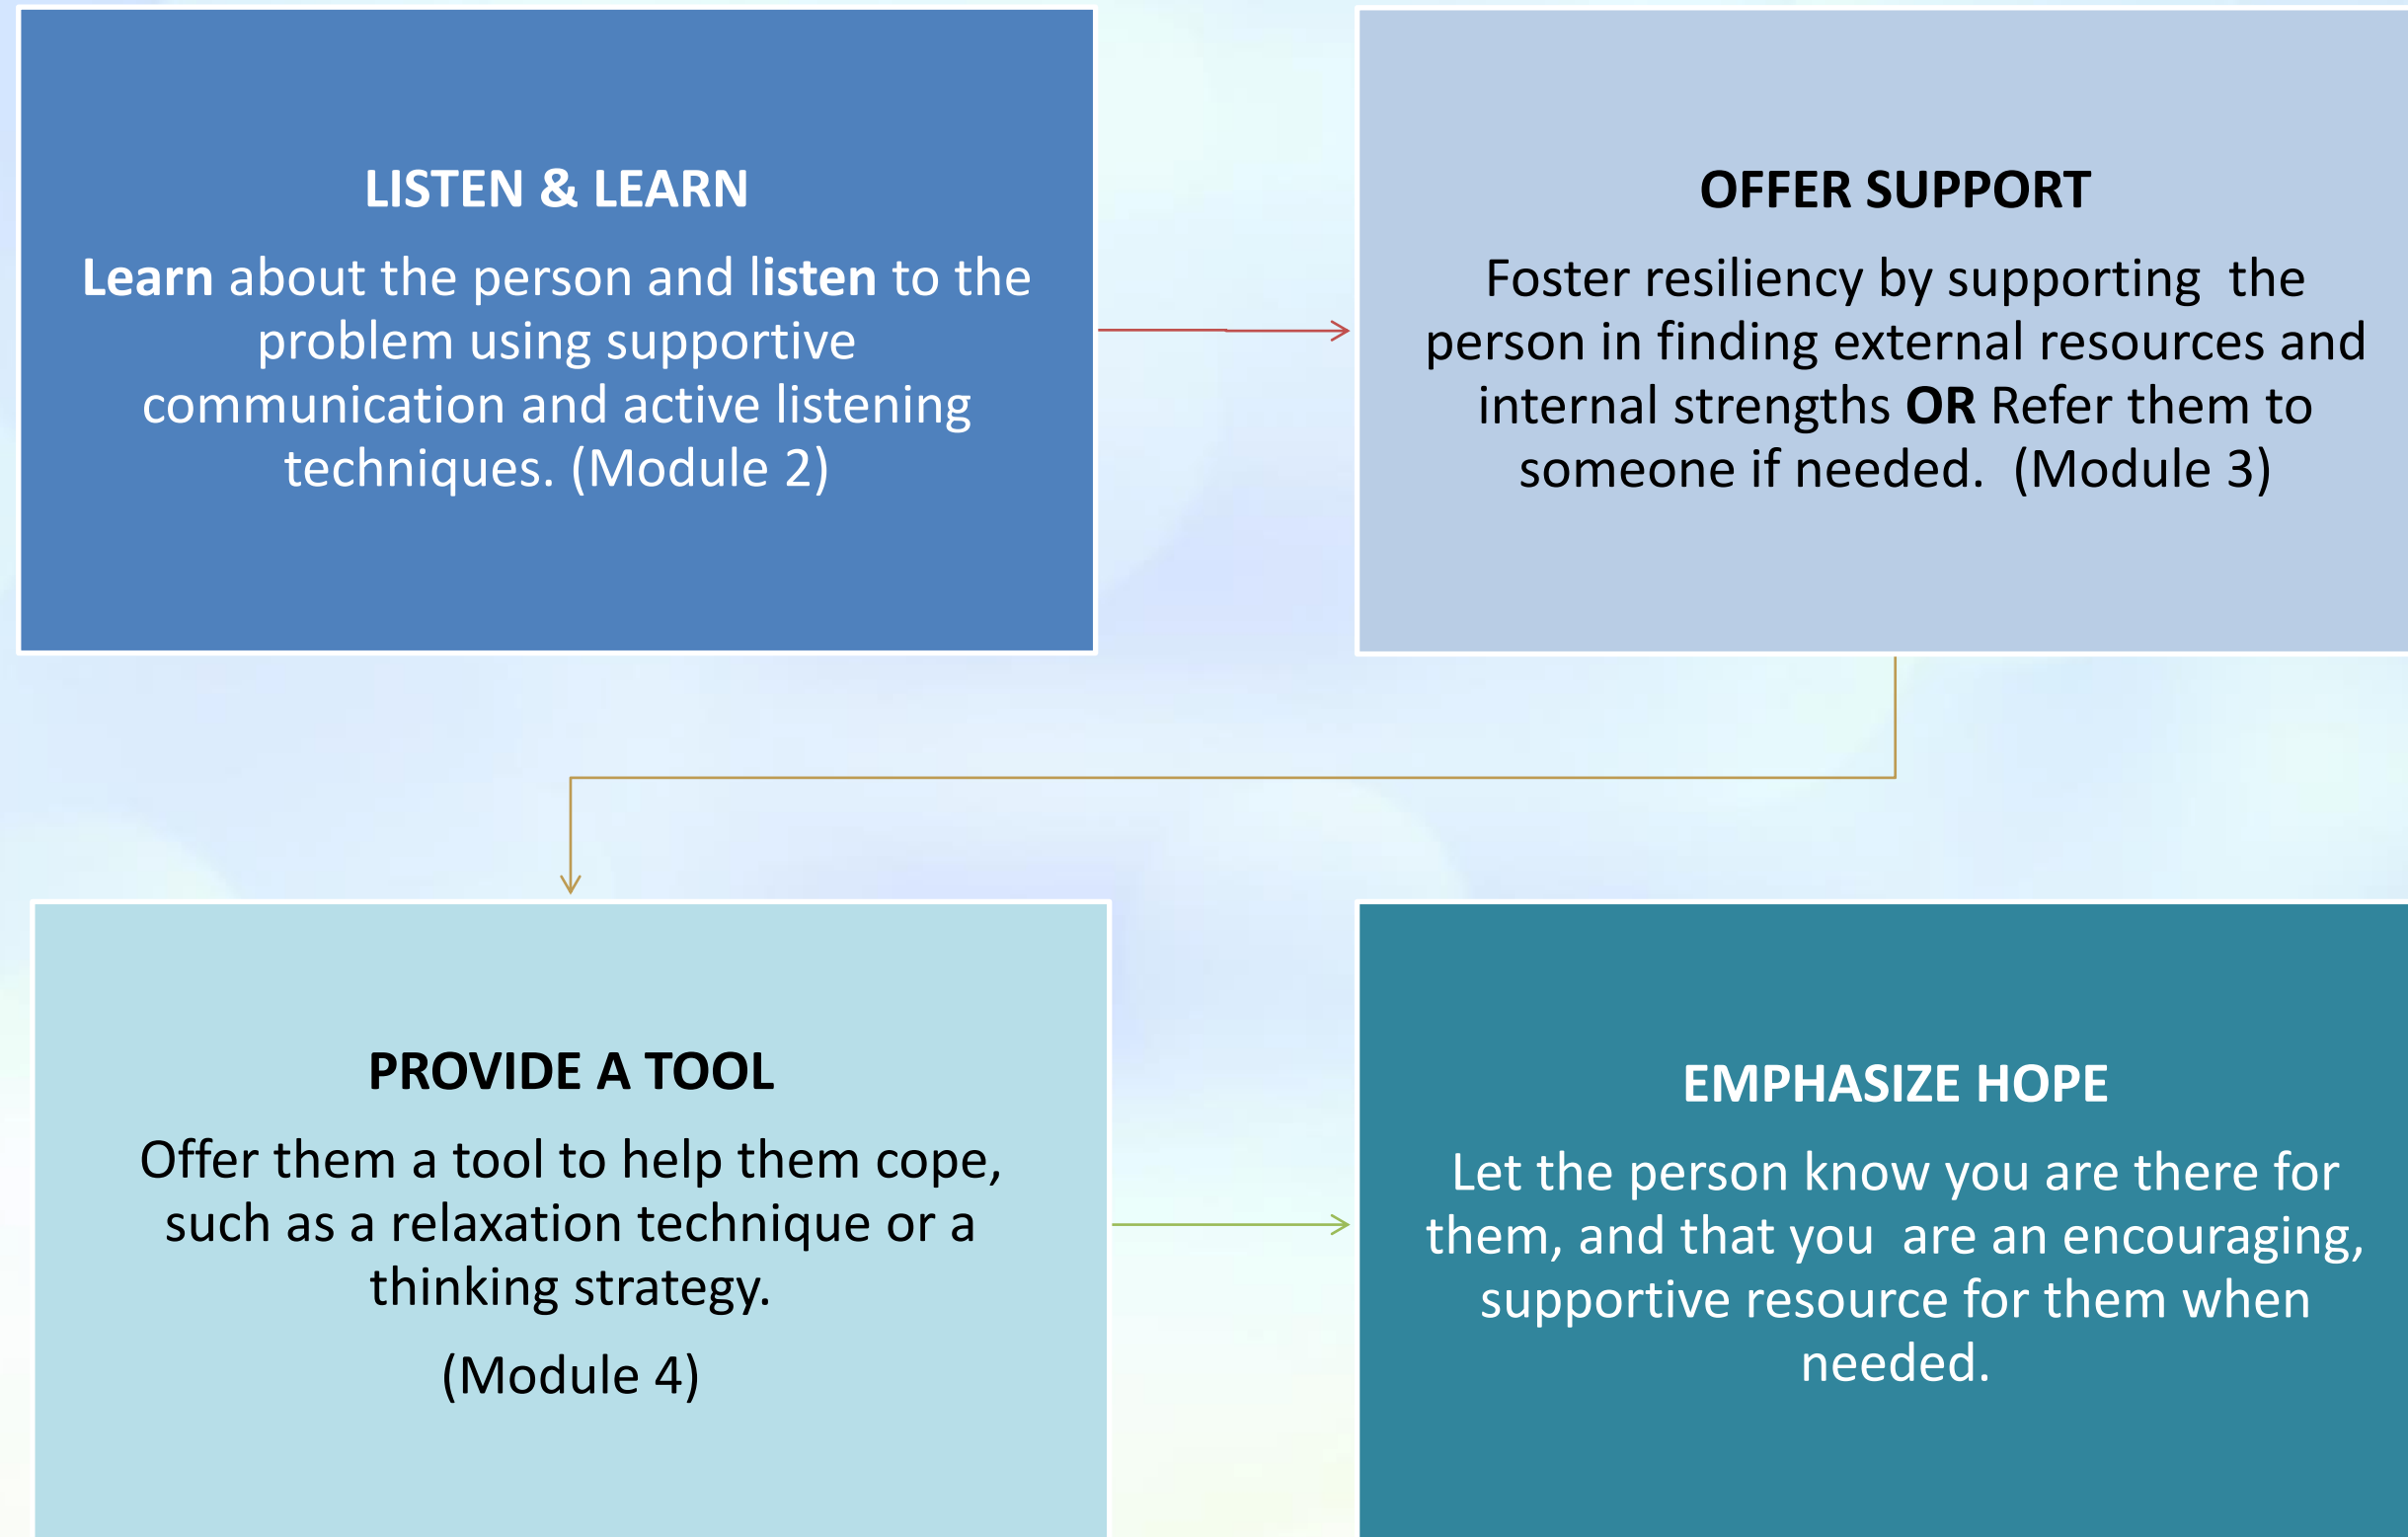 LISTEN & LEARN
Learn about the person and listen to the
problem using supportive
communication and active listening
techniques. (Module 2)
OFFER SUPPORT
Foster resiliency by supporting  the
person in finding external resources and
internal strengths OR Refer them to
someone if needed.  (Module 3)
PROVIDE A TOOL
Offer them a tool to help them cope,
such as a relaxation technique or a
thinking strategy.
(Module 4)
EMPHASIZE HOPE
Let the person know you are there for
them, and that you  are an encouraging,
supportive resource for them when
needed.